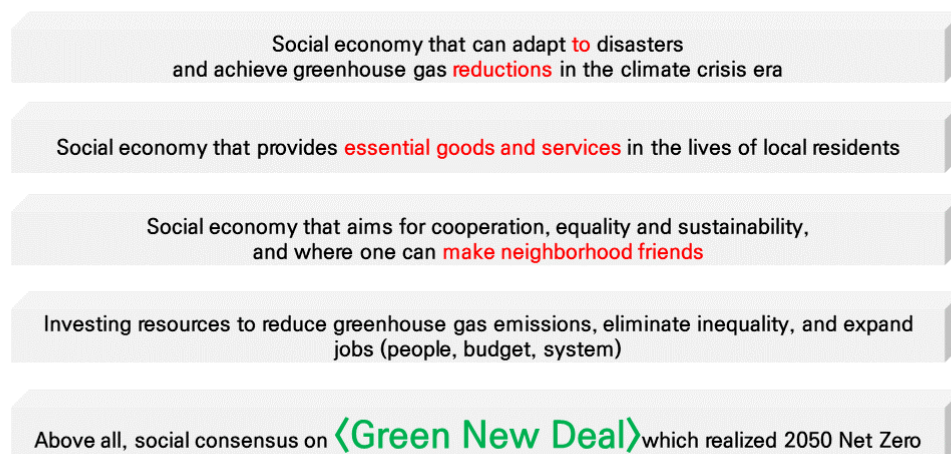 Social economy that can adapt to disasters
and achieve greenhouse gas reductions in the climate crisis era
Social economy that provides essential goods and services in the lives of local residents
Social economy that aims for cooperation, equality and sustainability,
and where one can make neighborhood friends
Investing resources to reduce greenhouse gas emissions, eliminate inequality, and expand
jobs (people, budget, system)
Above all, social consensus on 〈Green New Deal〉which realized 2050 Net Zero